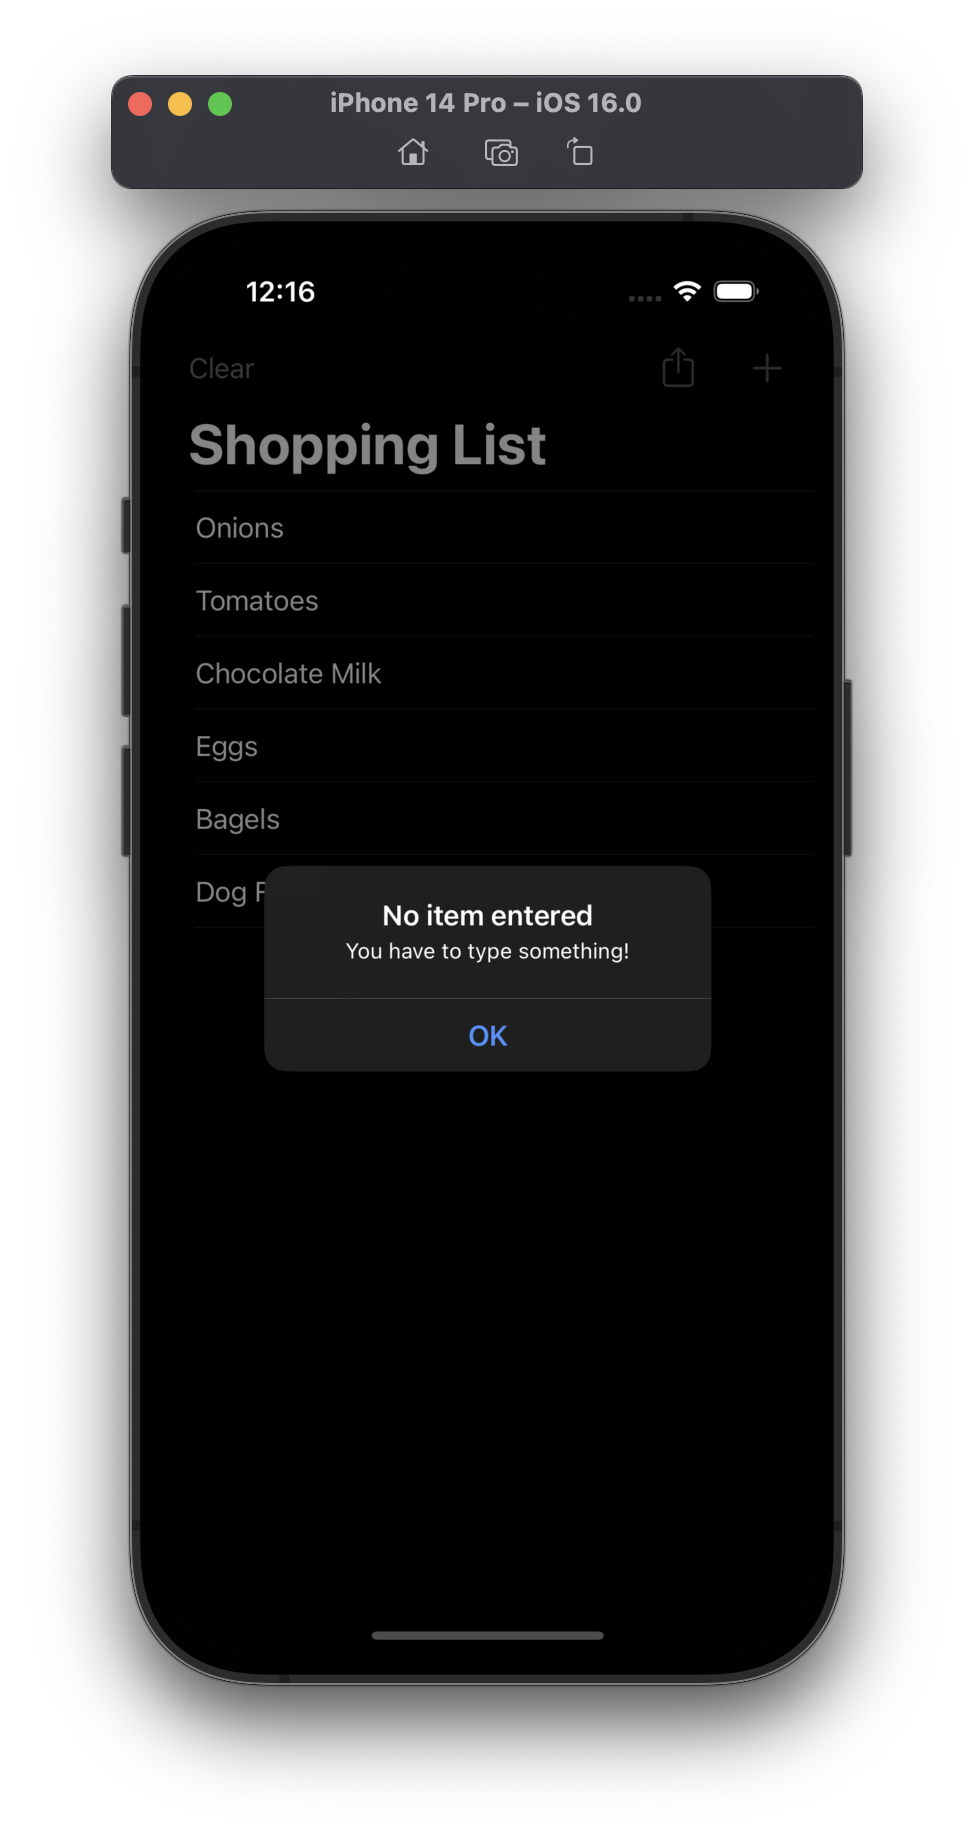 iPhone 14 Pro – iOS 16.0
12:16
Clear
Shopping List
Onions
Tomatoes
Chocolate Milk
Eggs
Bagels
Dog F
No item entered
You have to type something!
OK